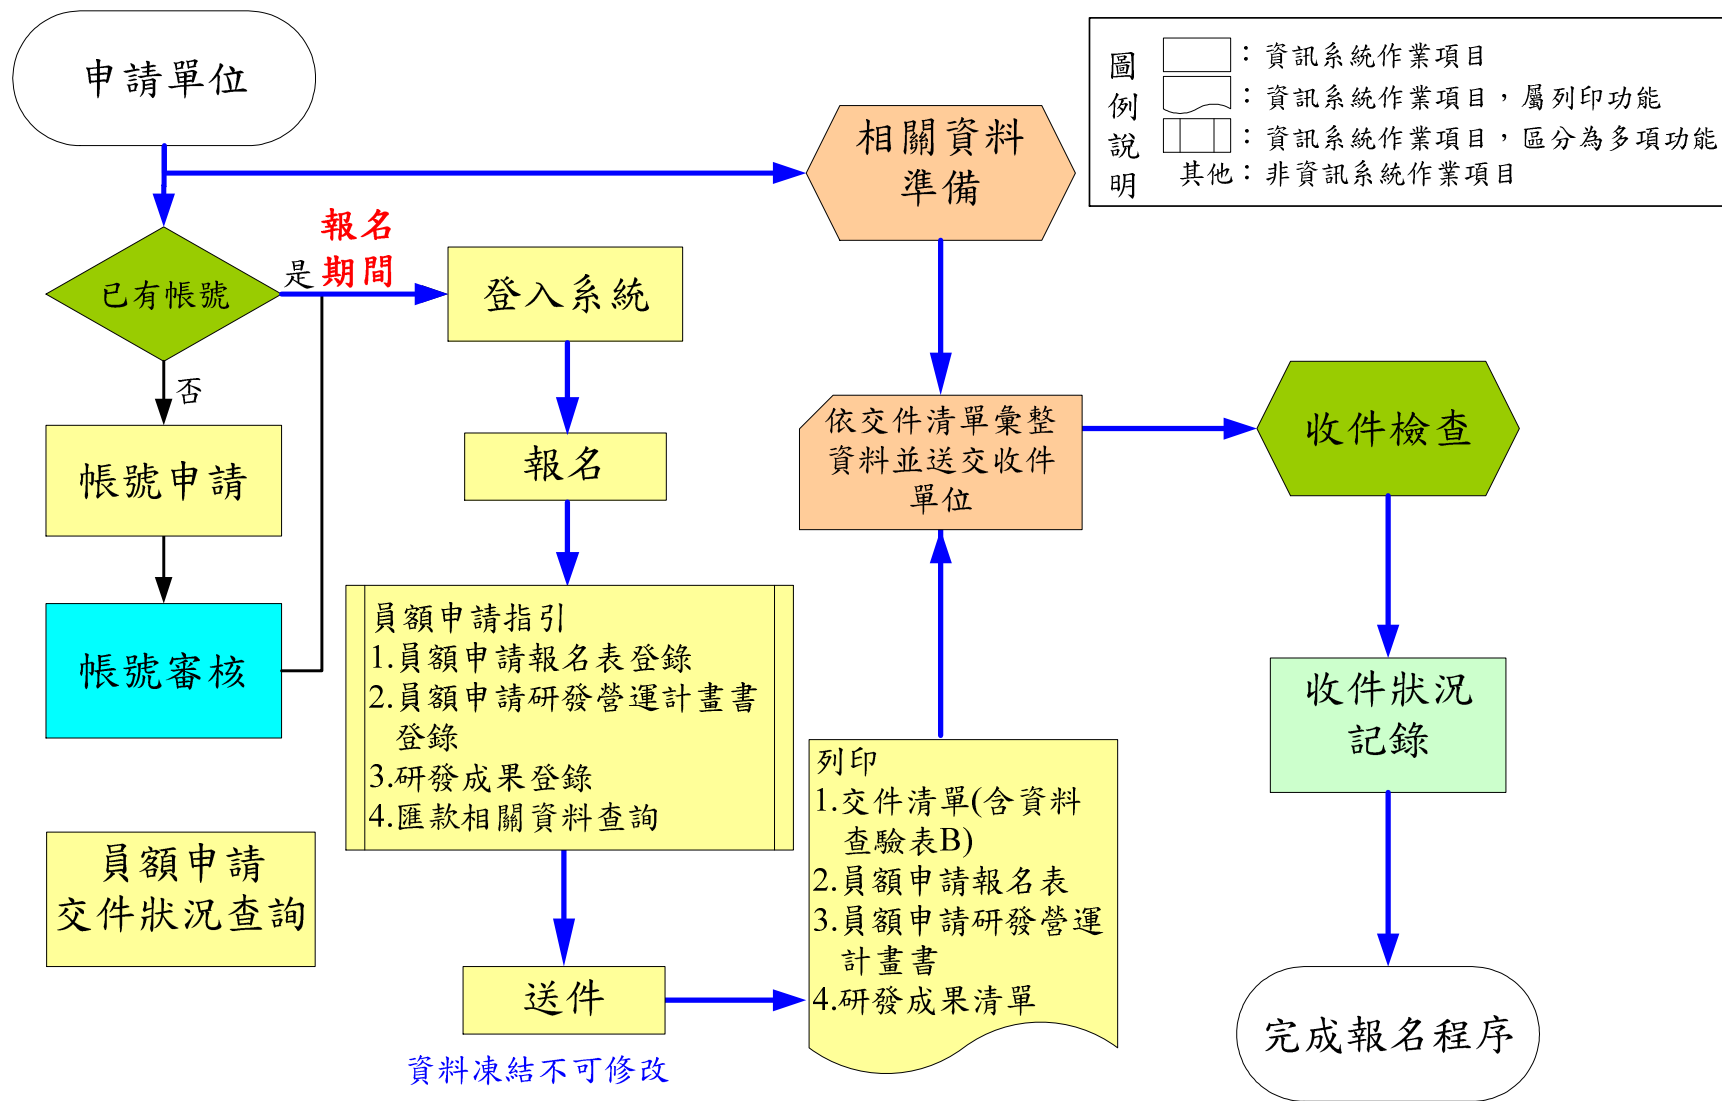 申請單位
圖例說明
：資訊系統作業項目
：資訊系統作業項目，屬列印功能
：資訊系統作業項目，區分為多項功能
其他：非資訊系統作業項目
相關資料
準備
已有帳號
是
報名
期間
登入系統
否
帳號申請
報名
帳號審核
員額申請指引
1.員額申請報名表登錄
2.員額申請研發營運計畫書
登錄
3.研發成果登錄
4.匯款相關資料查詢
員額申請
交件狀況查詢
送件
資料凍結不可修改
依交件清單彙整
資料並送交收件
單位
列印
1.交件清單(含資料
查驗表B)
2.員額申請報名表
3.員額申請研發營運
計畫書
4.研發成果清單
收件檢查
收件狀況
記錄
完成報名程序